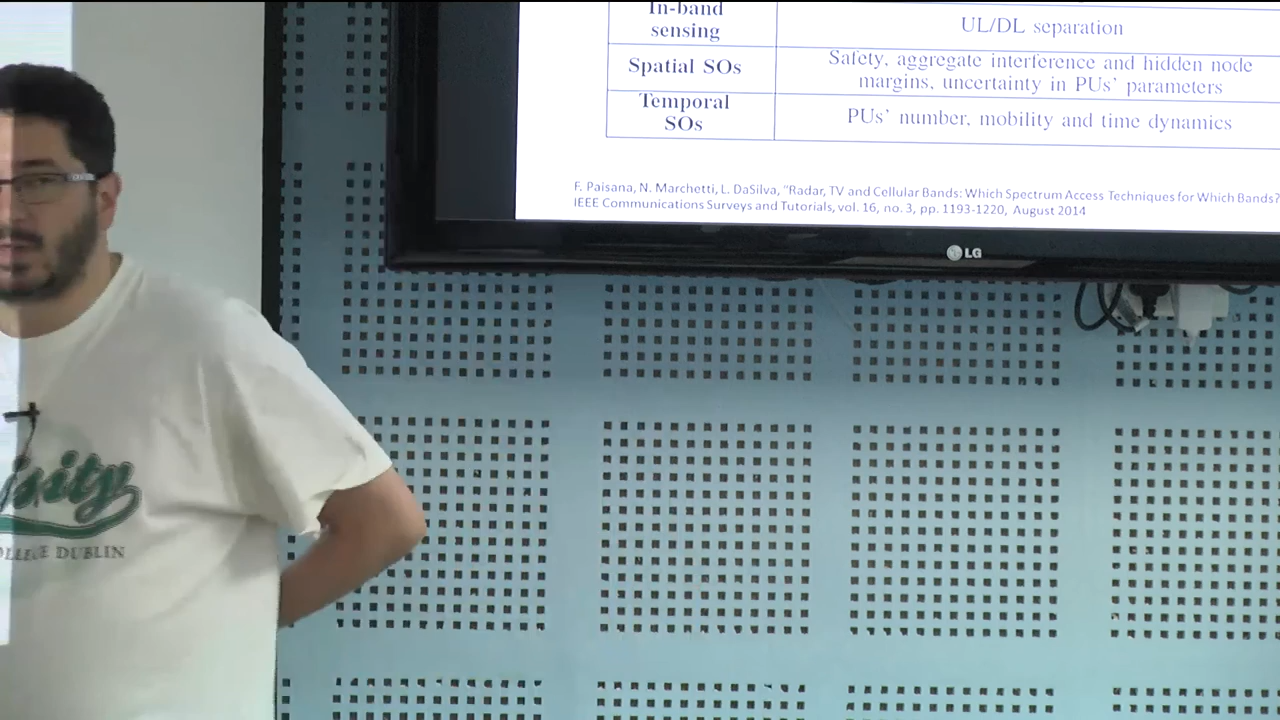 In-band
sensing
UL/DL separation
Spatial SOs
Safety, aggregate interference and hidden node
margins, uncertainty in PUs' parameters
Temporal
SOs
PUs' number, mobility and time dynamics
F. Paisana, N. Marchetti, L. DaSilva, "Radar, TV and Cellular Bands: Which Spectrum Access Techniques for Which Bands?
IEEE Communications Surveys and Tutorials, vol. 16, no. 3, pp. 1193-1220, August 2014
LG
DUBLIN